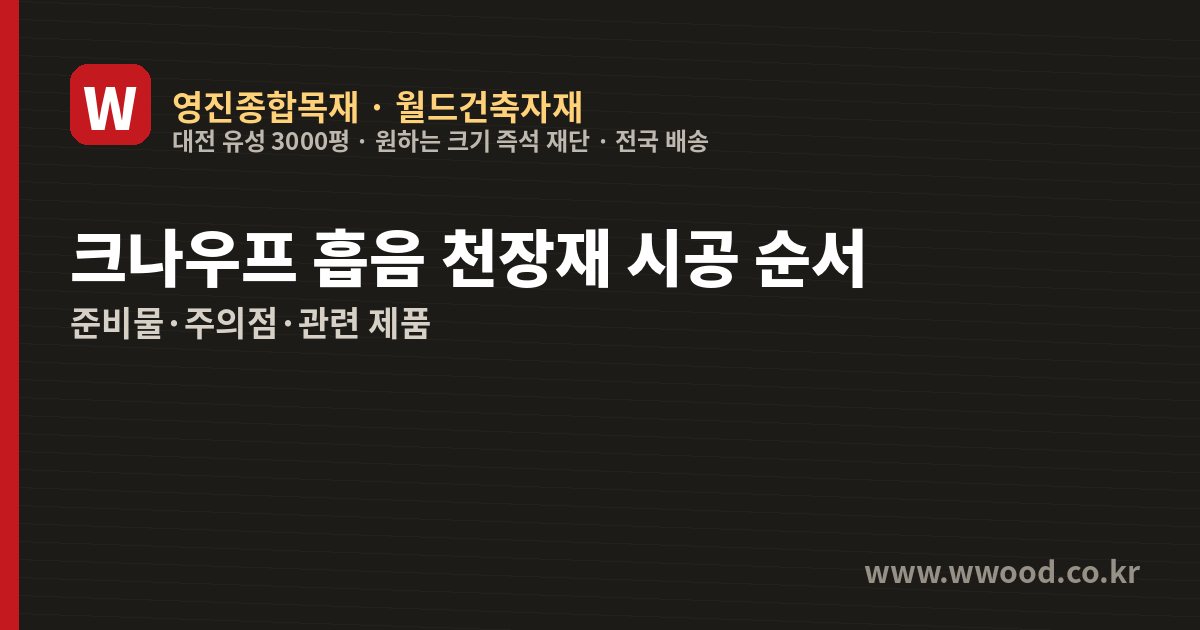 W
영진종합목재 · 월드건축자재
대전 유성 3000평 · 원하는 크기 즉석 재단 · 전국 배송
크나우프 흡음 천장재 시공 순서
준비물·주의점·관련 제품
www.wwood.co.kr